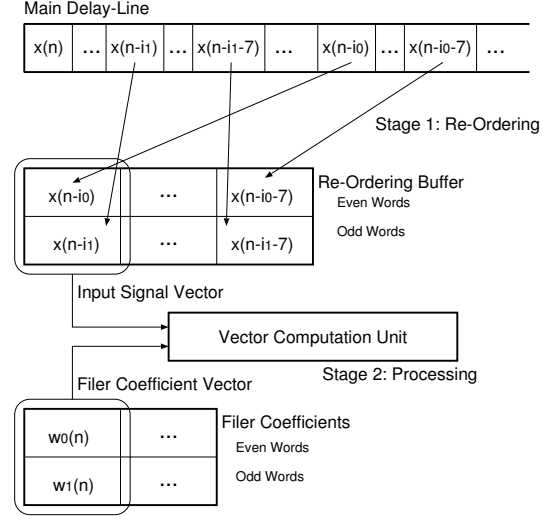 Main Delay-Line
x(n) ... x(n-i1) ... x(n-i1-7) ... x(n-i0) ... x(n-i0-7) ...
Stage 1: Re-Ordering
x(n-i0) ... x(n-i0-7)
x(n-i1) ... x(n-i1-7)
Re-Ordering Buffer
Even Words
Odd Words
Input Signal Vector
Vector Computation Unit
Stage 2: Processing
Filer Coefficient Vector
w0(n) ...
w1(n) ...
Filer Coefficients
Even Words
Odd Words